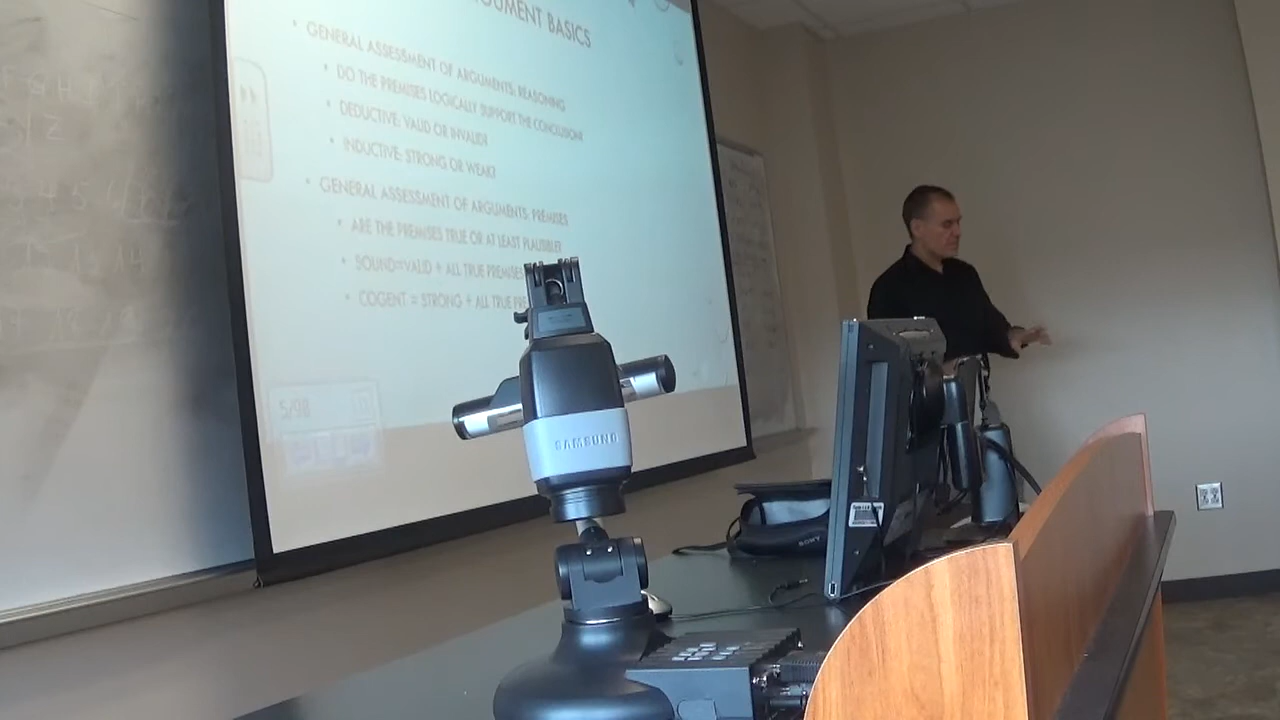 GUMENT BASICS
• GENERAL ASSESSMENT OF ARGUMENTS: REASONING
• DO THE PREMISES LOGICALLY SUPPORT THE CONCLUSION?
• DEDUCTIVE: VALID OR INVALID?
• INDUCTIVE: STRONG OR WEAK?
• GENERAL ASSESSMENT OF ARGUMENTS: PREMISES
• ARE THE PREMISES TRUE OR AT LEAST PLAUSIBLE?
• SOUND=VALID + ALL TRUE PREMISES
• COGENT = STRONG + ALL TRUE PRE
5/98
SAMSUNG
SONY